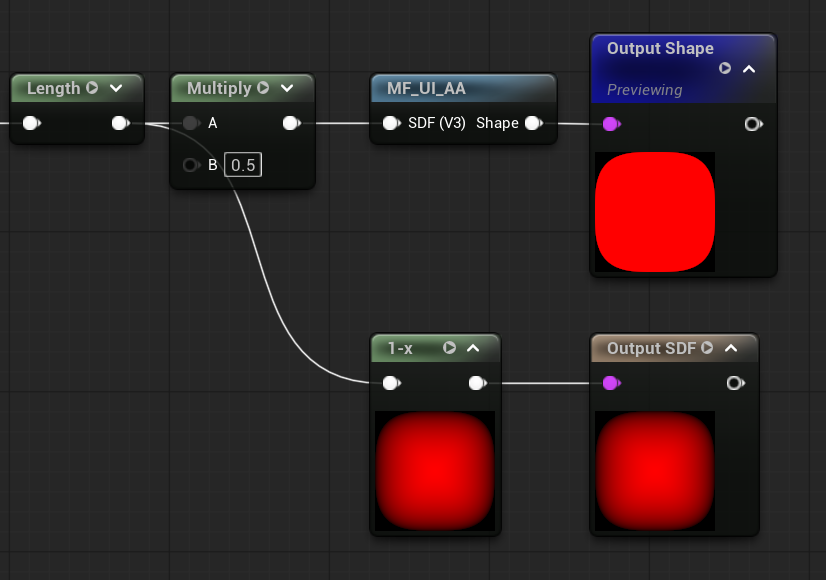 Length
Multiply
A
B 0.5
MF_UI_AA
SDF (V3) Shape
Output Shape
Previewing
1-x
Output SDF